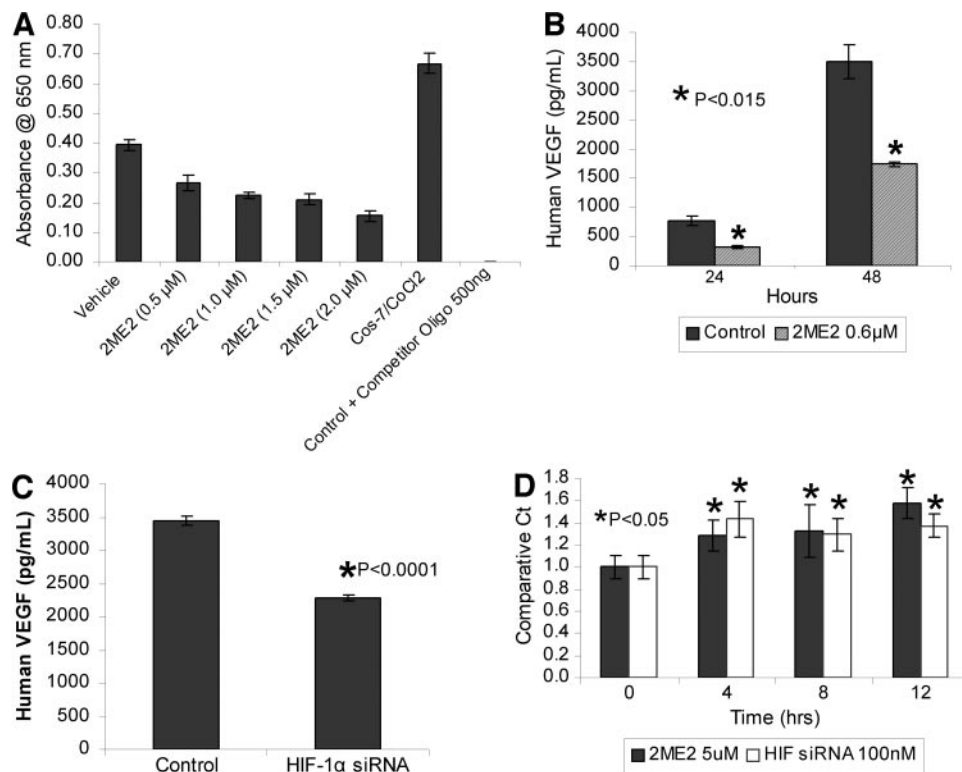 A
Absorbance @ 650 nm
0.80
0.70
0.60
0.50
0.40
0.30
0.20
0.10
0.00
Vehicle
2ME2 (0.5 µM)
2ME2 (1.0 µM)
2ME2 (1.5 µM)
2ME2 (2.0 µM)
Cos-7/CoCl2
Control + Competitor Oligo 500ng
B
Human VEGF (pg/mL)
4000
3500
3000
2500
2000
1500
1000
500
0
* P<0.015
*
*
24
48
Hours
Control
2ME2 0.6µM
C
Human VEGF (pg/mL)
4000
3500
3000
2500
2000
1500
1000
500
0
*P<0.0001
Control
HIF-1α siRNA
D
Comparative Ct
1.8
1.6
1.4
1.2
1.0
0.8
0.6
0.4
0.2
0.0
*P<0.05
*
*
*
*
*
*
0
4
8
12
Time (hrs)
2ME2 5uM
HIF siRNA 100nM